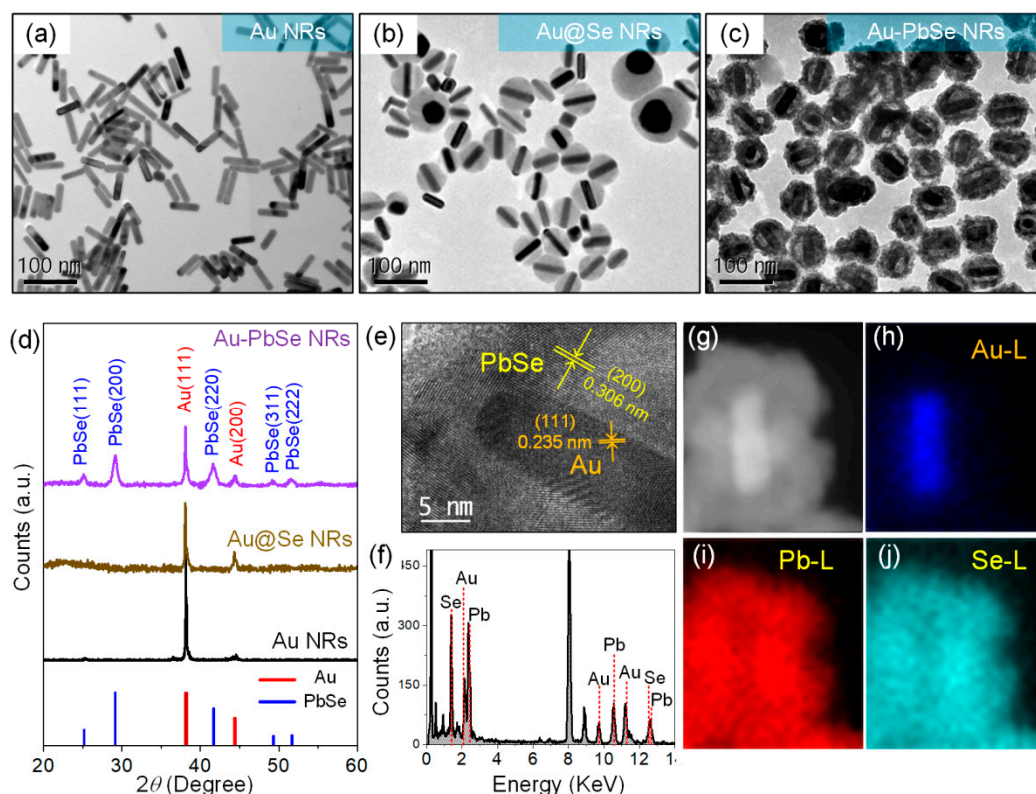 (a) Au NRs
100 nm
(b) Au@Se NRs
100 nm
(c) Au-PbSe NRs
100 nm
(d)
Au-PbSe NRs
PbSe(111)
PbSe(200)
Au(111)
PbSe(220)
Au(200)
PbSe(311)
PbSe(222)
Au@Se NRs
Au NRs
Au
PbSe
Counts (a.u.)
20 30 40 50 60
2θ (Degree)
(e)
PbSe
(200)
0.306 nm
(111)
0.235 nm
Au
5 nm
(f)
450
300
150
0
Counts (a.u.)
Se
Au
Pb
Au
Pb
Au
Se
Pb
0 2 4 6 8 10 12 14
Energy (KeV)
(g)
(h) Au-L
(i) Pb-L
(j) Se-L